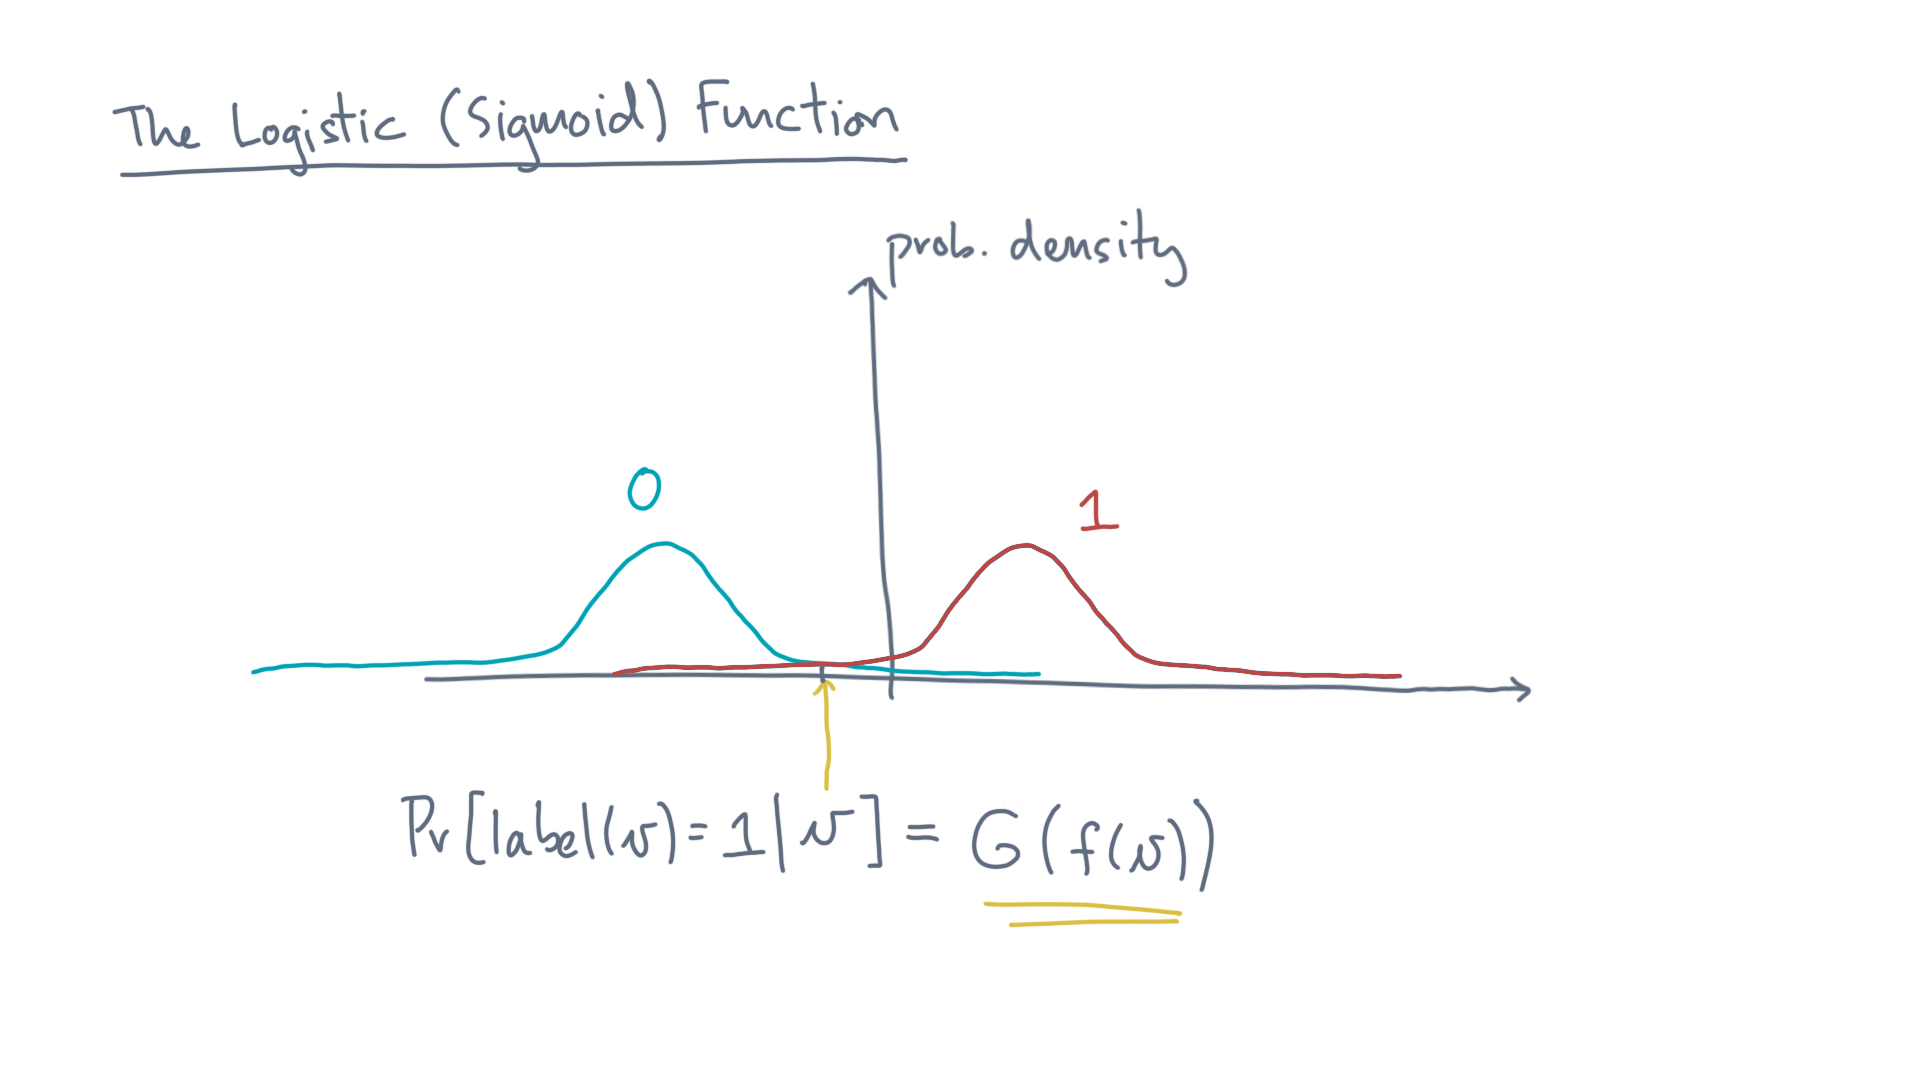 The Logistic (Sigmoid) Function
prob. density
0
1
Pr[label(v)=1|v] = G(f(v))